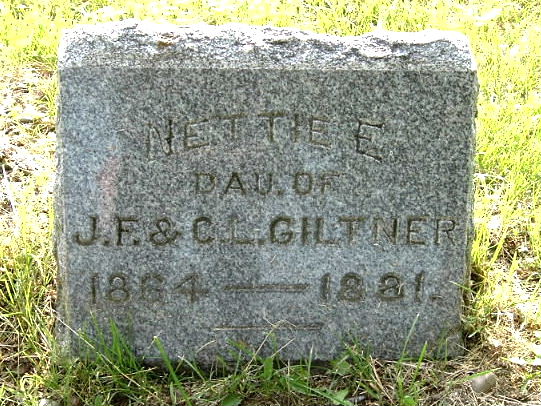 NETTIE E
DAU. OF
J.F. & C.L. GILTNER
1864 — 1881.